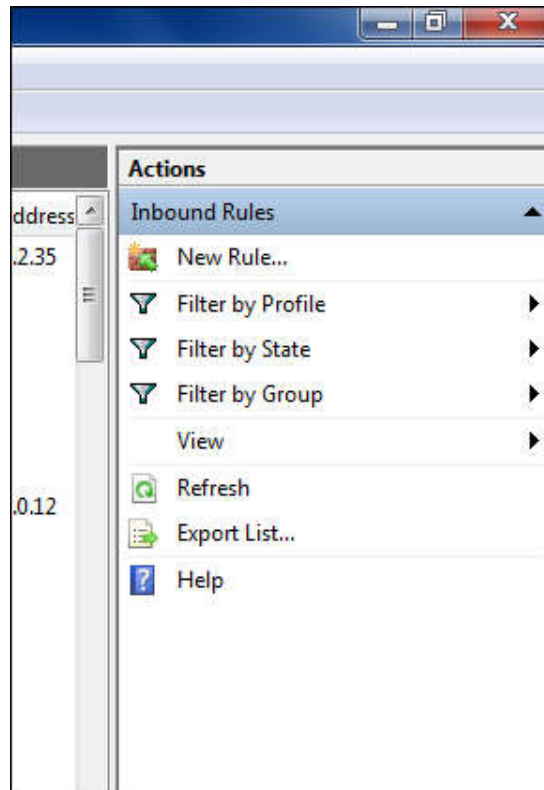 Actions
ddress
Inbound Rules
.2.35
New Rule...
Filter by Profile
Filter by State
Filter by Group
View
Refresh
.0.12
Export List...
Help